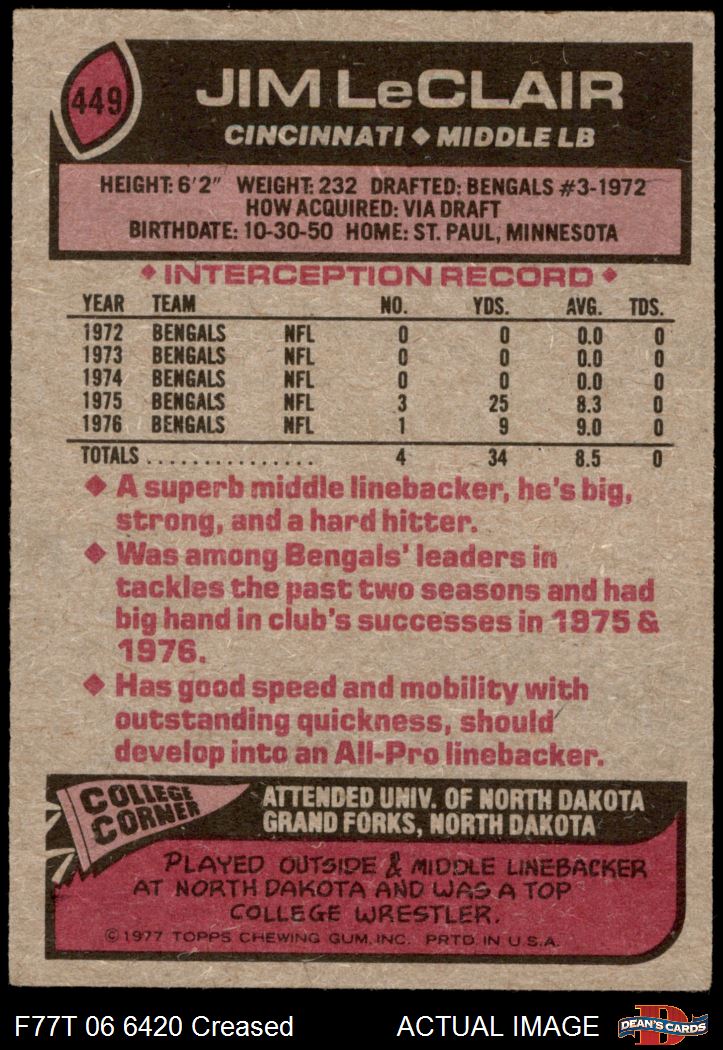 449
JIM LeCLAIR
CINCINNATI ◆ MIDDLE LB
HEIGHT: 6'2" WEIGHT: 232 DRAFTED: BENGALS #3-1972
HOW ACQUIRED: VIA DRAFT
BIRTHDATE: 10-30-50 HOME: ST. PAUL, MINNESOTA
◆ INTERCEPTION RECORD ◆
YEAR TEAM NO. YDS. AVG. TDS.
1972 BENGALS NFL 0 0 0.0 0
1973 BENGALS NFL 0 0 0.0 0
1974 BENGALS NFL 0 0 0.0 0
1975 BENGALS NFL 3 25 8.3 0
1976 BENGALS NFL 1 9 9.0 0
TOTALS ................ 4 34 8.5 0
◆ A superb middle linebacker, he's big,
strong, and a hard hitter.
◆ Was among Bengals' leaders in
tackles the past two seasons and had
big hand in club's successes in 1975 &
1976.
◆ Has good speed and mobility with
outstanding quickness, should
develop into an All-Pro linebacker.
COLLEGE
CORNER
ATTENDED UNIV. OF NORTH DAKOTA
GRAND FORKS, NORTH DAKOTA
PLAYED OUTSIDE & MIDDLE LINEBACKER
AT NORTH DAKOTA AND WAS A TOP
COLLEGE WRESTLER.
©1977 TOPPS CHEWING GUM, INC. PRTD. IN U.S.A.
F77T 06 6420 Creased ACTUAL IMAGE
D
DEAN'S CARDS